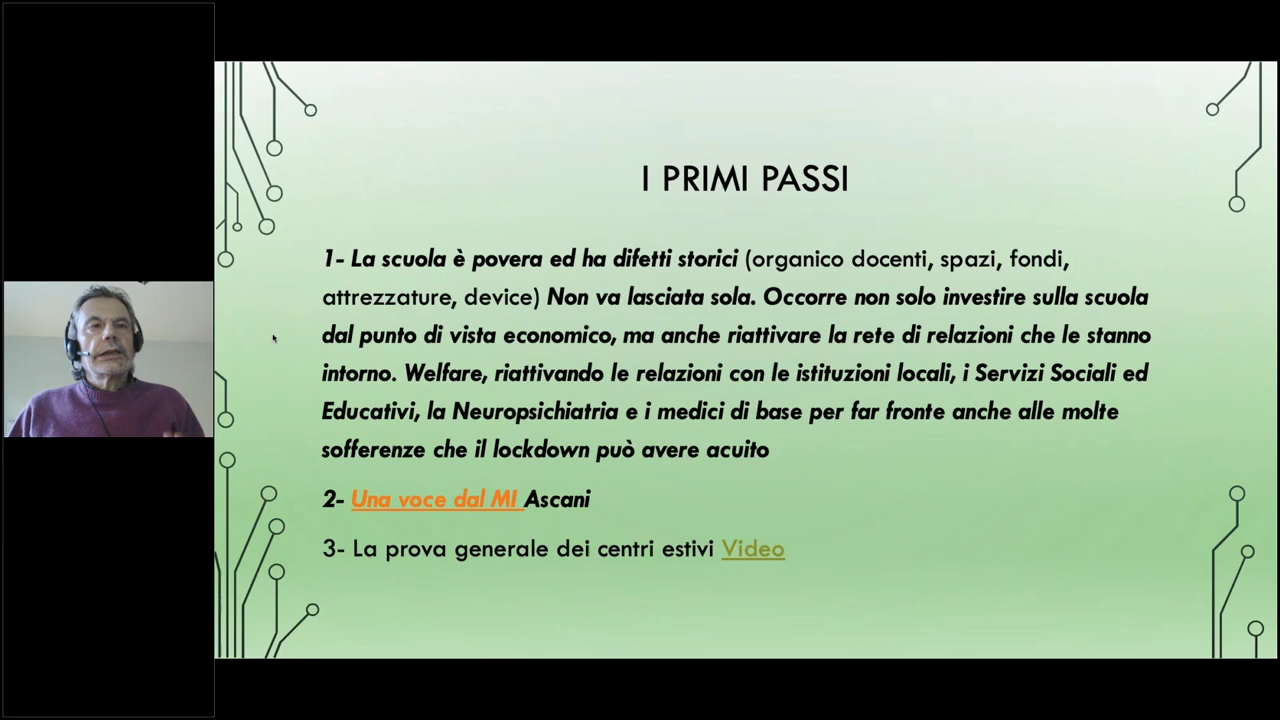 I PRIMI PASSI
1- La scuola è povera ed ha difetti storici (organico docenti, spazi, fondi,
attrezzature, device) Non va lasciata sola. Occorre non solo investire sulla scuola
dal punto di vista economico, ma anche riattivare la rete di relazioni che le stanno
intorno. Welfare, riattivando le relazioni con le istituzioni locali, i Servizi Sociali ed
Educativi, la Neuropsichiatria e i medici di base per far fronte anche alle molte
sofferenze che il lockdown può avere acuito
2- Una voce dal MI Ascani
3- La prova generale dei centri estivi Video